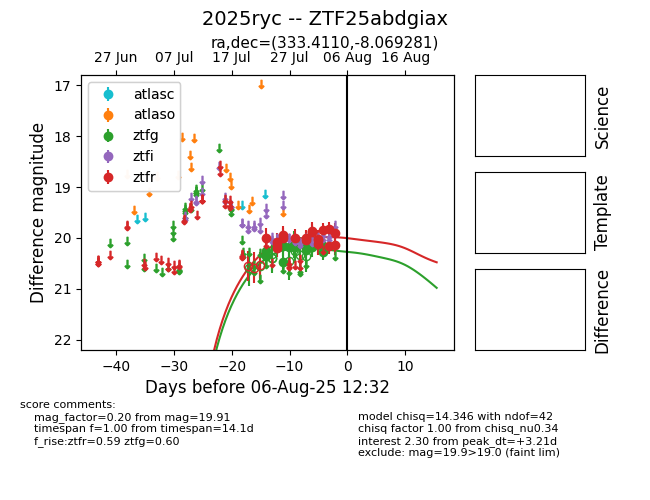 2025ryc -- ZTF25abdgiax
ra,dec=(333.4110,-8.069281)
27 Jun 07 Jul 17 Jul 27 Jul 06 Aug 16 Aug
17
18
19
20
21
22
Difference magnitude
atlasc
atlaso
ztfg
ztfi
ztfr
−40 −30 −20 −10 0 10
Days before 06-Aug-25 12:32
Science
Template
Difference
score comments:
mag_factor=0.20 from mag=19.91
timespan f=1.00 from timespan=14.1d
f_rise:ztfr=0.59 ztfg=0.60
model chisq=14.346 with ndof=42
chisq factor 1.00 from chisq_nu0.34
interest 2.30 from peak_dt=+3.21d
exclude: mag=19.9>19.0 (faint lim)